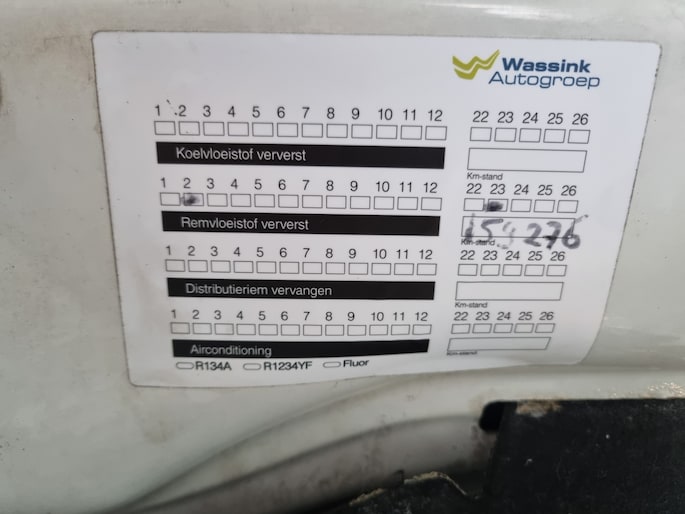 Wassink
Autogroep
1 2 3 4 5 6 7 8 9 10 11 12 22 23 24 25 26
Koelvloeistof ververst
Km-stand
1 2 3 4 5 6 7 8 9 10 11 12 22 23 24 25 26
Remvloeistof ververst
Km-stand
1 2 3 4 5 6 7 8 9 10 11 12 22 23 24 25 26
Distributieriem vervangen
Km-stand
1 2 3 4 5 6 7 8 9 10 11 12 22 23 24 25 26
Airconditioning
Km-stand
R134A R1234YF Fluor